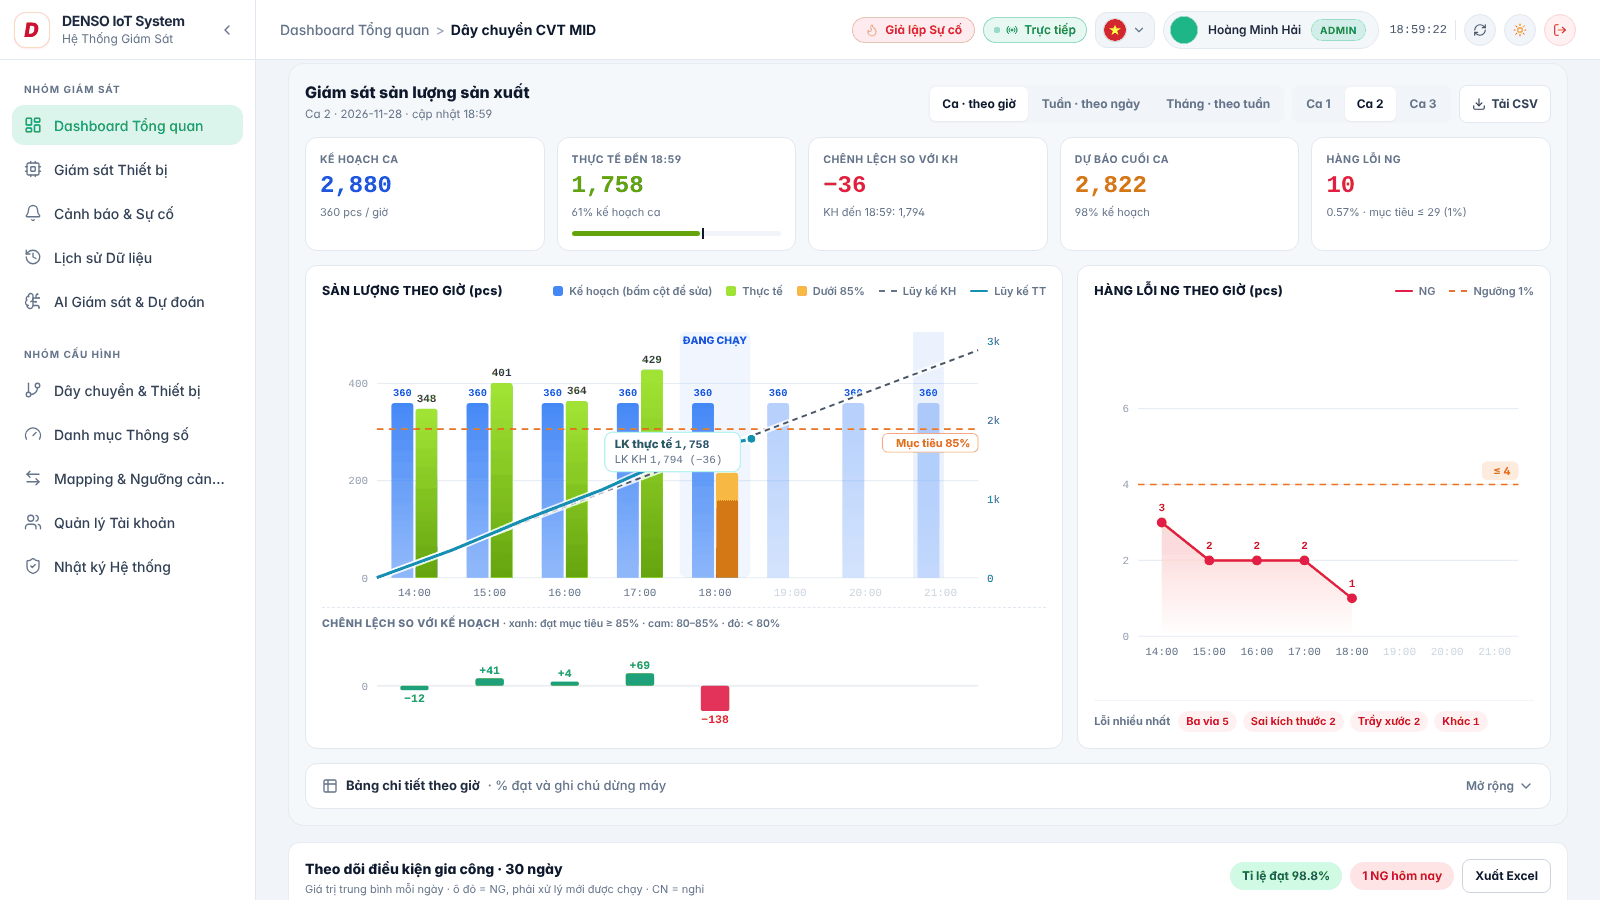 D
DENSO IoT System
Hệ Thống Giám Sát
Dashboard Tổng quan > Dây chuyền CVT MID
Giả lập Sự cố
Trực tiếp
Hoàng Minh Hải
ADMIN
18:59:22
NHÓM GIÁM SÁT
Dashboard Tổng quan
Giám sát Thiết bị
Cảnh báo & Sự cố
Lịch sử Dữ liệu
AI Giám sát & Dự đoán
NHÓM CẤU HÌNH
Dây chuyền & Thiết bị
Danh mục Thông số
Mapping & Ngưỡng cản...
Quản lý Tài khoản
Nhật ký Hệ thống
Giám sát sản lượng sản xuất
Ca 2 · 2026-11-28 · cập nhật 18:59
Ca · theo giờ
Tuần · theo ngày
Tháng · theo tuần
Ca 1
Ca 2
Ca 3
Tải CSV
KẾ HOẠCH CA
2,880
360 pcs / giờ
THỰC TẾ ĐẾN 18:59
1,758
61% kế hoạch ca
CHÊNH LỆCH SO VỚI KH
−36
KH đến 18:59: 1,794
DỰ BÁO CUỐI CA
2,822
98% kế hoạch
HÀNG LỖI NG
10
0.57% · mục tiêu ≤ 29 (1%)
SẢN LƯỢNG THEO GIỜ (pcs)
Kế hoạch (bấm cột để sửa)
Thực tế
Dưới 85%
Lũy kế KH
Lũy kế TT
ĐANG CHẠY
400
200
0
3k
2k
1k
0
360
348
360
401
360
364
360
429
360
360
360
360
LK thực tế 1,758
LK KH 1,794 (−36)
Mục tiêu 85%
14:00
15:00
16:00
17:00
18:00
19:00
20:00
21:00
CHÊNH LỆCH SO VỚI KẾ HOẠCH · xanh: đạt mục tiêu ≥ 85% · cam: 80–85% · đỏ: < 80%
0
−12
+41
+4
+69
−138
HÀNG LỖI NG THEO GIỜ (pcs)
NG
Ngưỡng 1%
6
4
2
0
≤ 4
3
2
2
2
1
14:00
15:00
16:00
17:00
18:00
19:00
20:00
21:00
Lỗi nhiều nhất
Ba via 5
Sai kích thước 2
Trầy xước 2
Khác 1
Bảng chi tiết theo giờ · % đạt và ghi chú dừng máy
Mở rộng
Theo dõi điều kiện gia công · 30 ngày
Giá trị trung bình mỗi ngày · ô đỏ = NG, phải xử lý mới được chạy · CN = nghỉ
Tỉ lệ đạt 98.8%
1 NG hôm nay
Xuất Excel